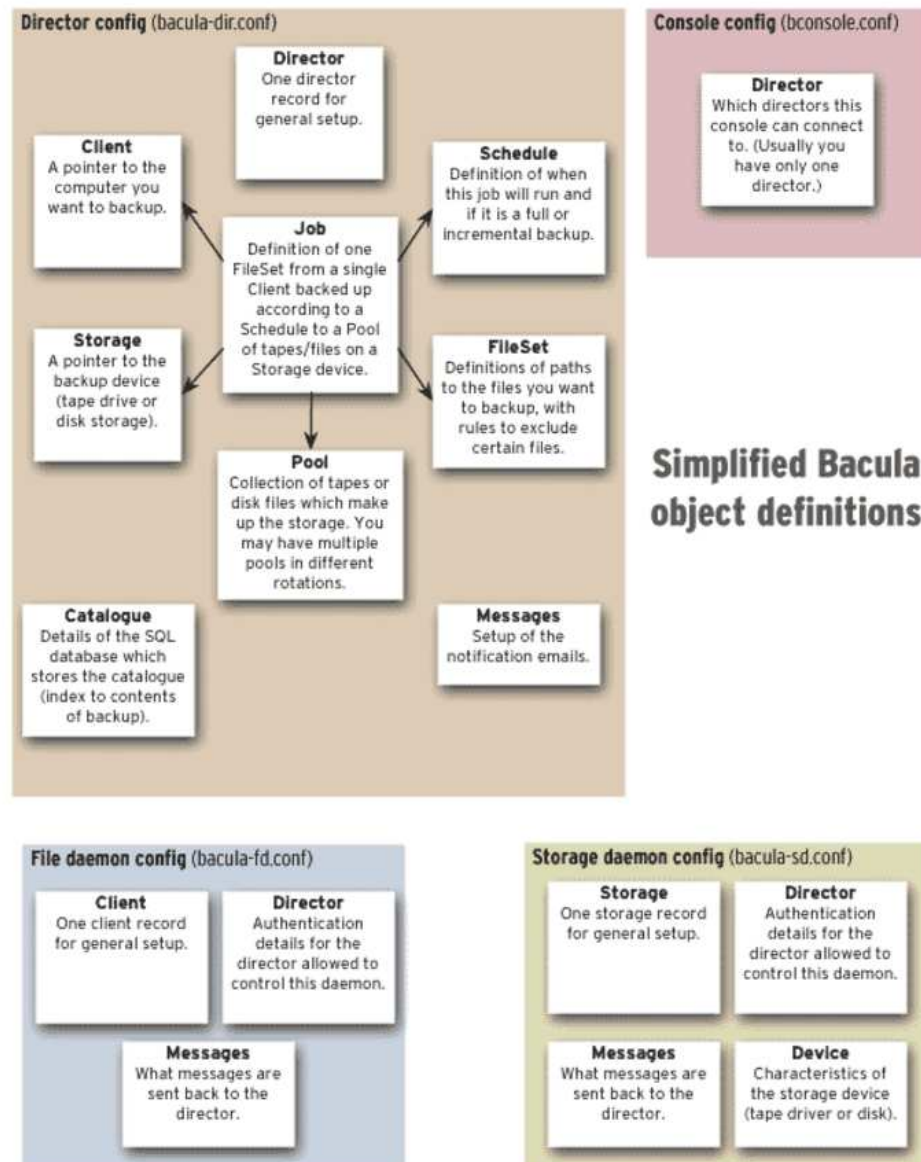 Director config (bacula-dir.conf)
Director
One director
record for
general setup.
Client
A pointer to the
computer you
want to backup.
Schedule
Definition of when
this job will run and
if it is a full or
incremental backup.
Job
Definition of one
FileSet from a single
Client backed up
according to a
Schedule to a Pool
of tapes/files on a
Storage device.
Storage
A pointer to the
backup device
(tape drive or
disk storage).
FileSet
Definitions of paths
to the files you want
to backup, with
rules to exclude
certain files.
Pool
Collection of tapes or
disk files which make
up the storage. You
may have multiple
pools in different
rotations.
Catalogue
Details of the SQL
database which
stores the catalogue
(index to contents
of backup).
Messages
Setup of the
notification emails.
Console config (bconsole.conf)
Director
Which directors this
console can connect
to. (Usually you
have only one
director.)
Simplified Bacula
object definitions
File daemon config (bacula-fd.conf)
Client
One client record
for general setup.
Director
Authentication
details for the
director allowed to
control this daemon.
Messages
What messages are
sent back to the
director.
Storage daemon config (bacula-sd.conf)
Storage
One storage record
for general setup.
Director
Authentication
details for the
director allowed to
control this daemon.
Messages
What messages are
sent back to the
director.
Device
Characteristics of
the storage device
(tape driver or disk).